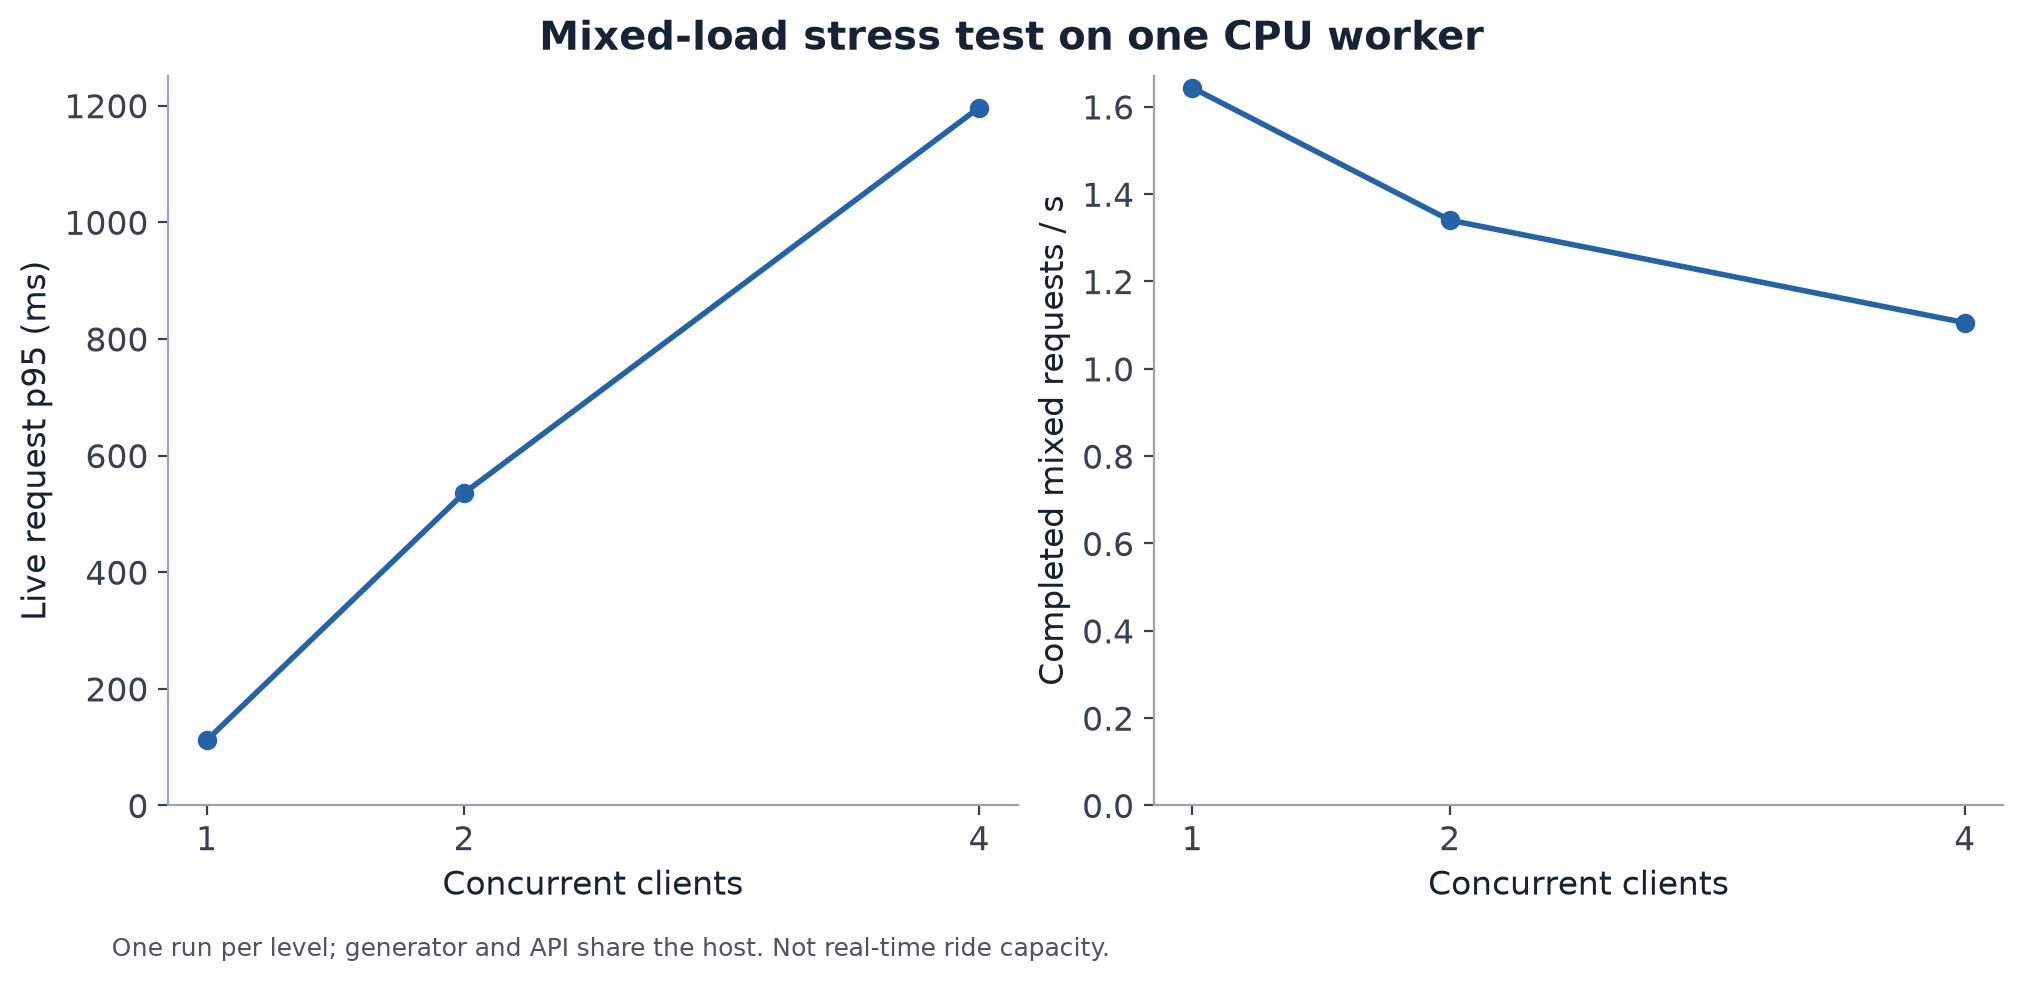 Mixed-load stress test on one CPU worker
Live request p95 (ms)
1200
1000
800
600
400
200
0
1 2 4
Concurrent clients
Completed mixed requests / s
1.6
1.4
1.2
1.0
0.8
0.6
0.4
0.2
0.0
1 2 4
Concurrent clients
One run per level; generator and API share the host. Not real-time ride capacity.